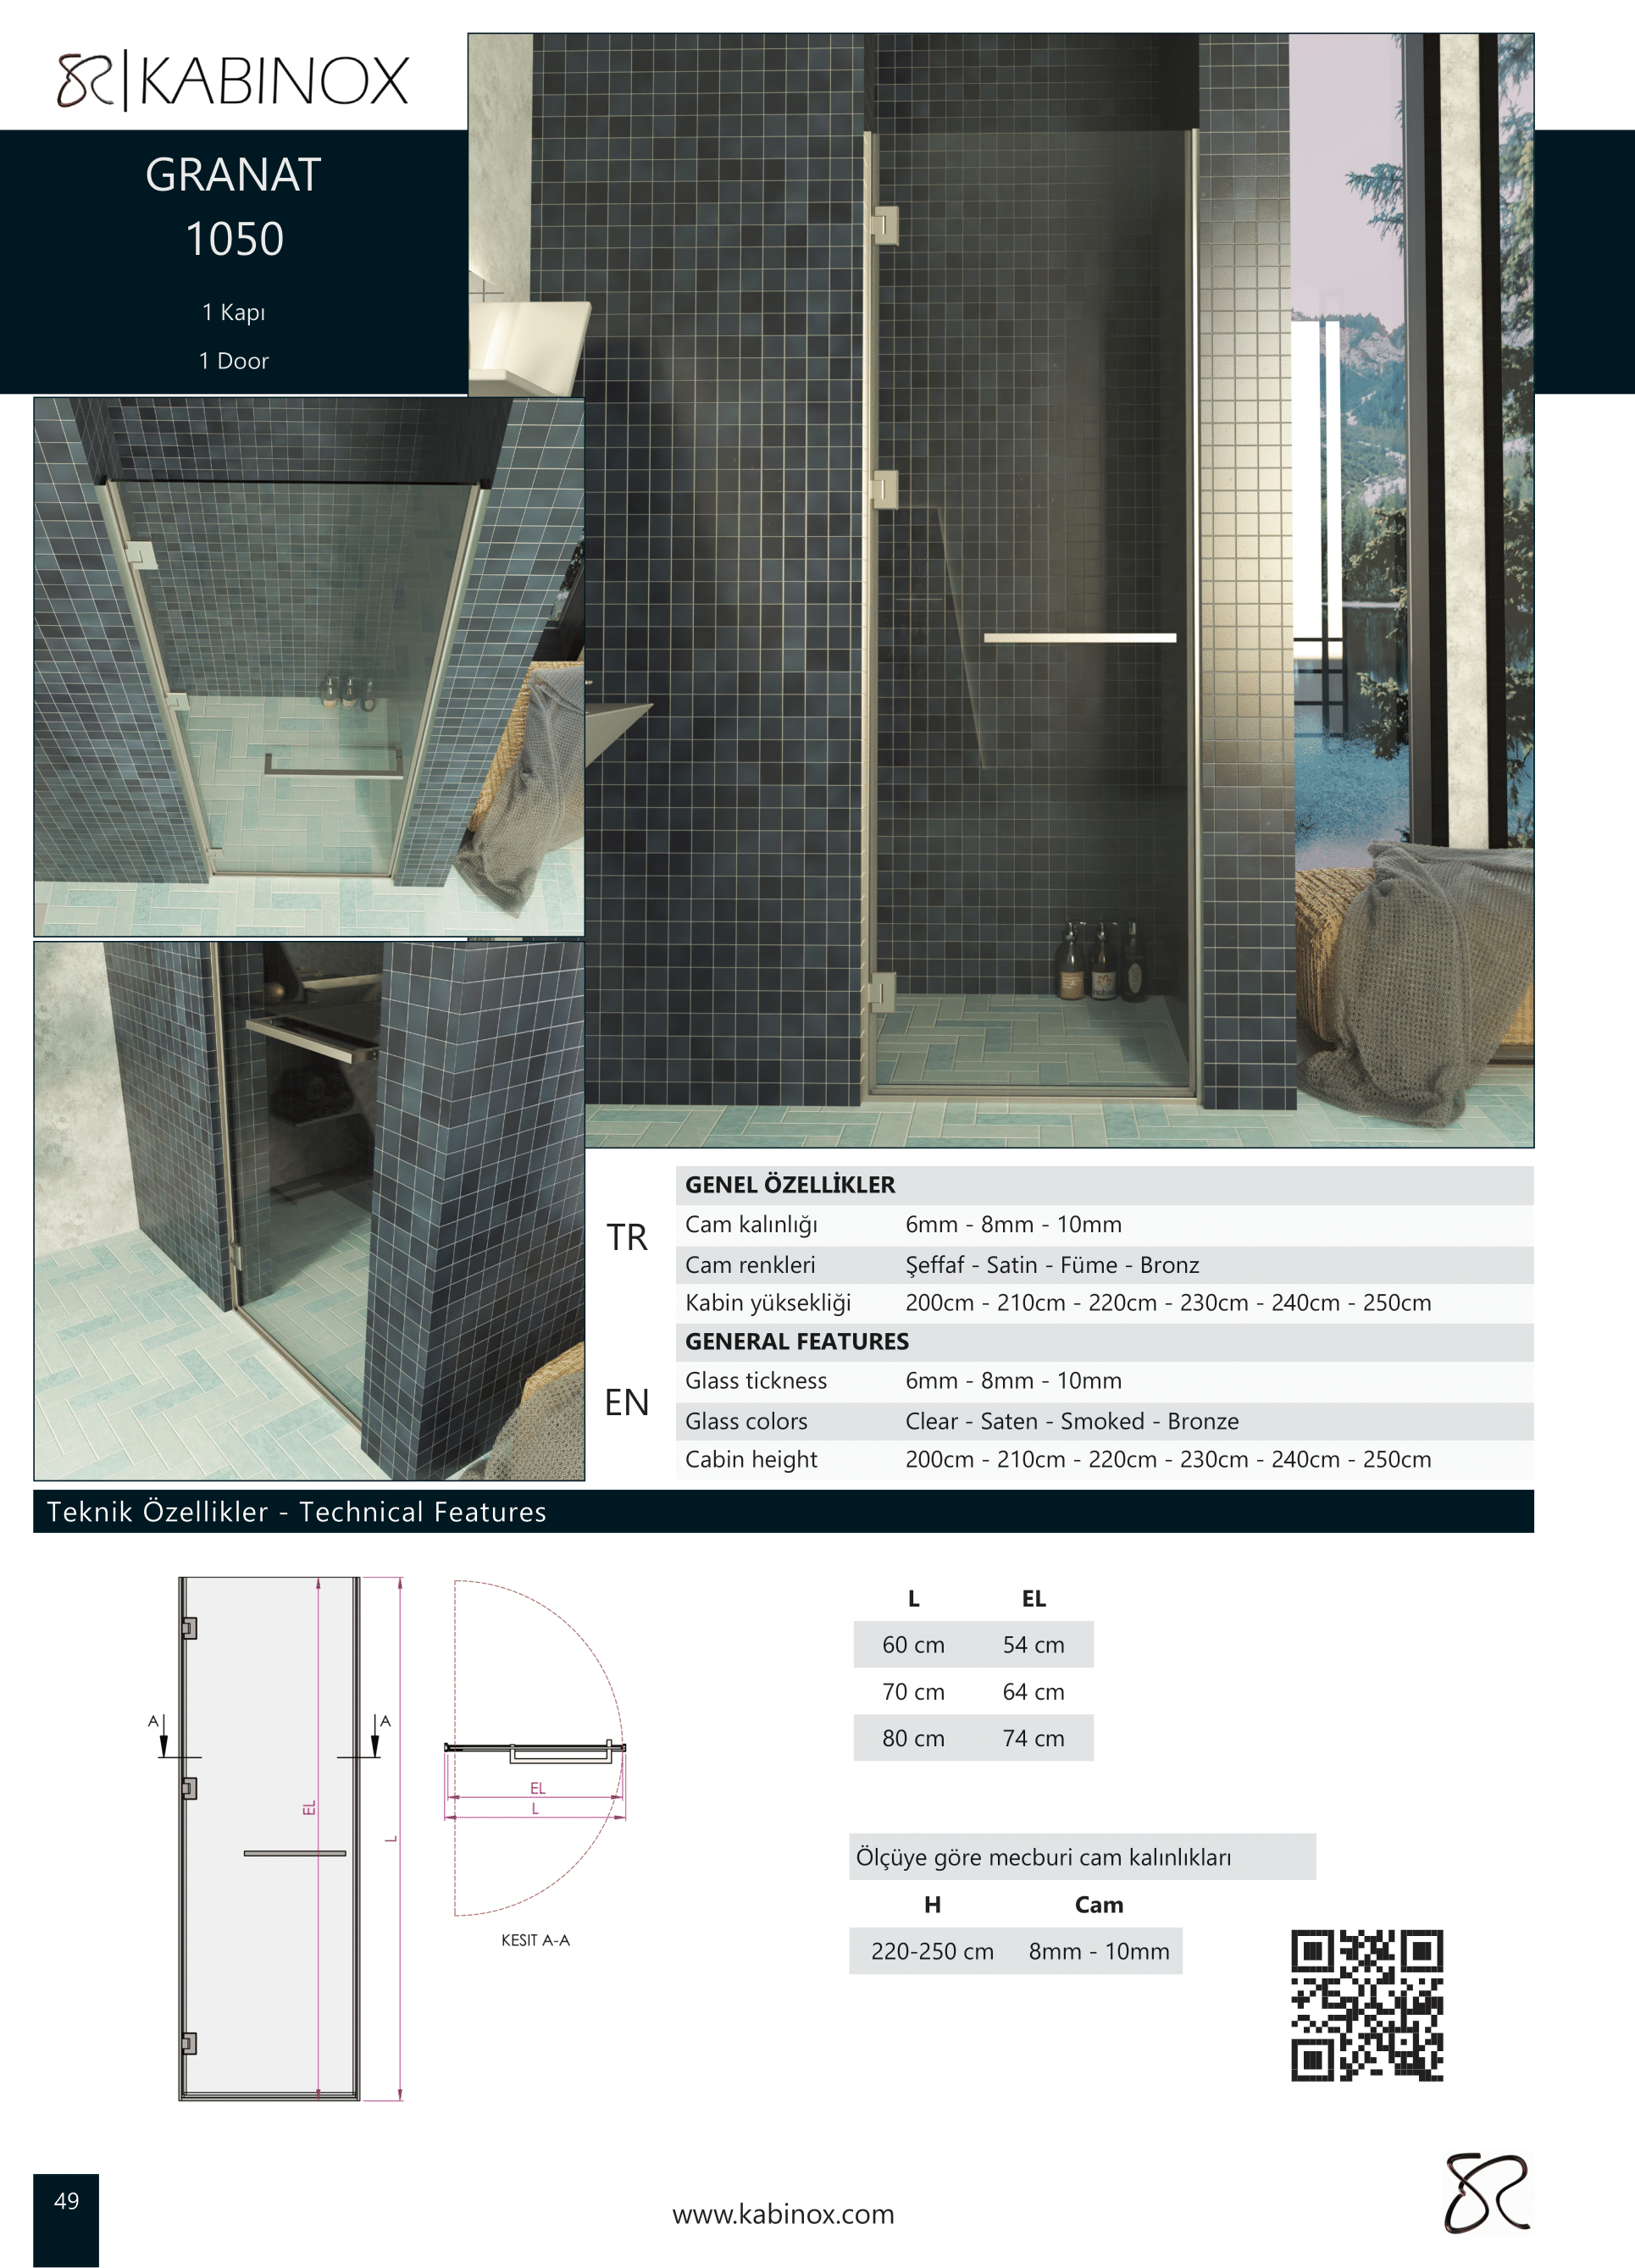 KABINOX
GRANAT
1050
1 Kapı
1 Door
TR
GENEL ÖZELLİKLER
Cam kalınlığı 6mm - 8mm - 10mm
Cam renkleri Şeffaf - Satin - Füme - Bronz
Kabin yüksekliği 200cm - 210cm - 220cm - 230cm - 240cm - 250cm
EN
GENERAL FEATURES
Glass tickness 6mm - 8mm - 10mm
Glass colors Clear - Saten - Smoked - Bronze
Cabin height 200cm - 210cm - 220cm - 230cm - 240cm - 250cm
Teknik Özellikler - Technical Features
A A
EL
L
EL
L
KESIT A-A
L EL
60 cm 54 cm
70 cm 64 cm
80 cm 74 cm
Ölçüye göre mecburi cam kalınlıkları
H Cam
220-250 cm 8mm - 10mm
49
www.kabinox.com